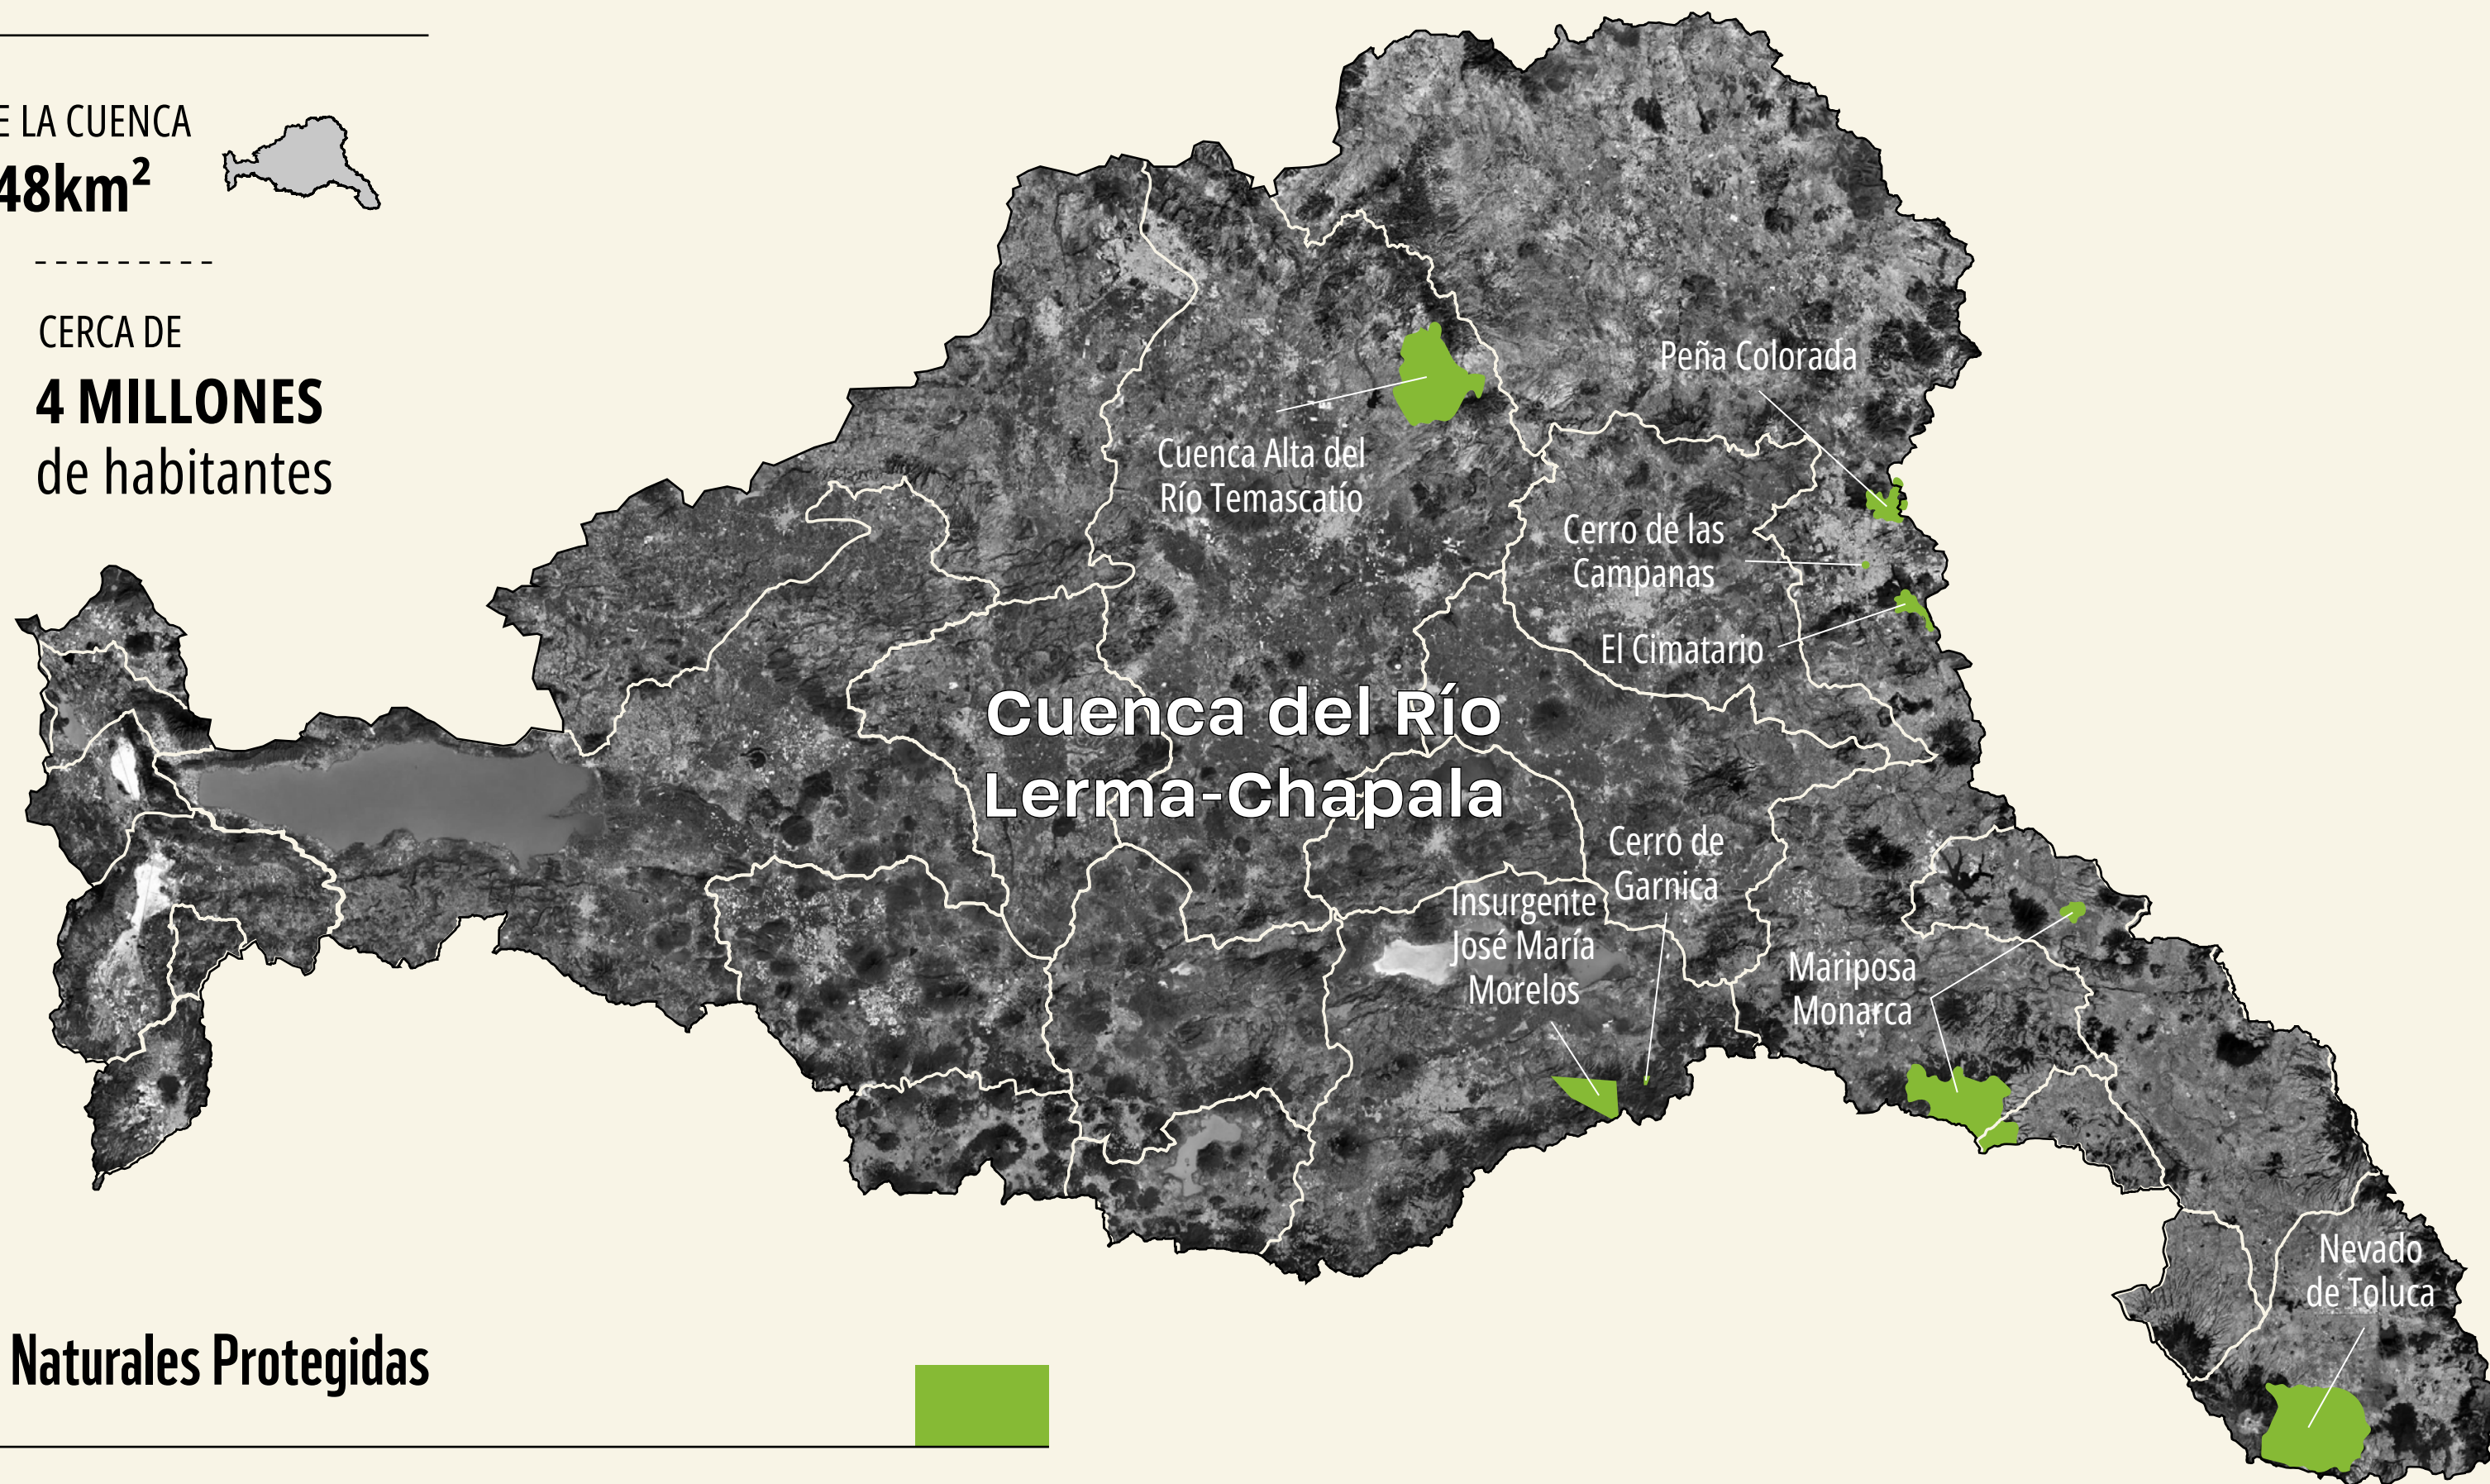 E LA CUENCA
48km²
CERCA DE
4 MILLONES
de habitantes
Peña Colorada
Cuenca Alta del
Río Temascatío
Cerro de las
Campanas
El Cimatario
Cuenca del Río
Lerma-Chapala
Cerro de
Garnica
Insurgente
José María
Morelos
Mariposa
Monarca
Nevado
de Toluca
Naturales Protegidas